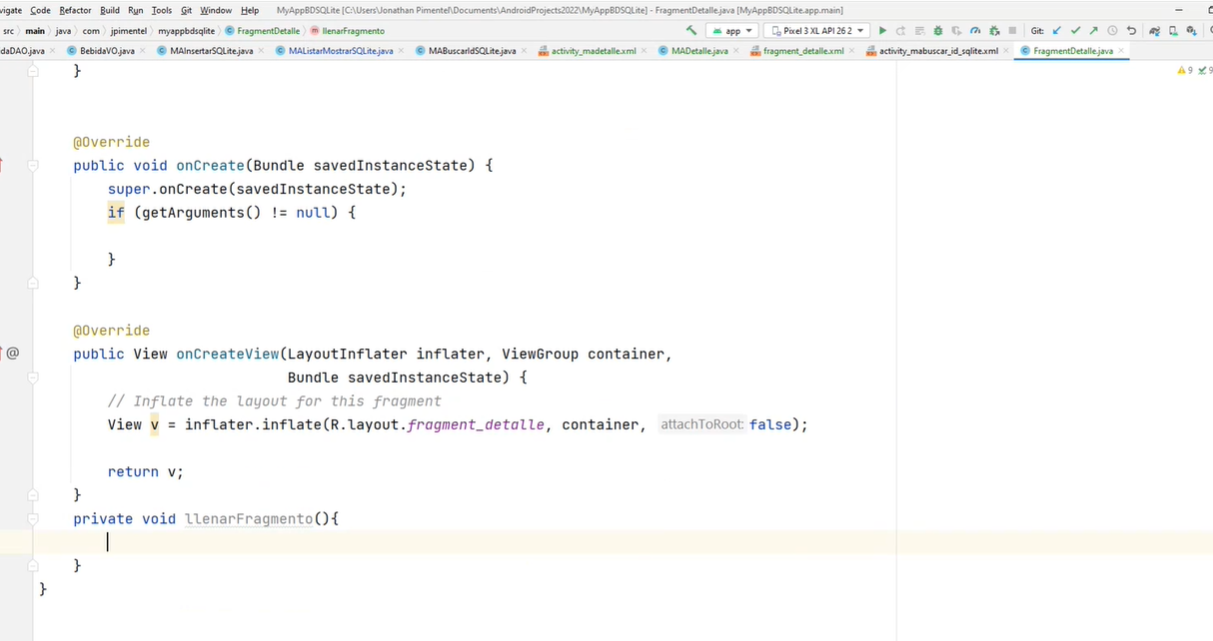 vigate Code Refactor Build Run Tools Git Window Help MyAppBDSQLite [C:\Users\Jonathan Pimentel\Documents\AndroidProjects2022\MyAppBDSQLite] - FragmentDetalle.java [MyAppBDSQLite.app.main]
src main java com jpimentel myappbdsqlite FragmentDetalle llenarFragmento app Pixel 3 XL API 26 2 Git:
daDAO.java BebidaVO.java MAInsertarSQLite.java MAListarMostrarSQLite.java MABuscarIdSQLite.java activity_madetalle.xml MADetalle.java fragment_detalle.xml activity_mabuscar_id_sqlite.xml FragmentDetalle.java
} 9 9
@Override
public void onCreate(Bundle savedInstanceState) {
super.onCreate(savedInstanceState);
if (getArguments() != null) {
}
}
@Override
@ public View onCreateView(LayoutInflater inflater, ViewGroup container,
Bundle savedInstanceState) {
// Inflate the layout for this fragment
View v = inflater.inflate(R.layout.fragment_detalle, container, attachToRoot: false);
return v;
}
private void llenarFragmento(){
}
}